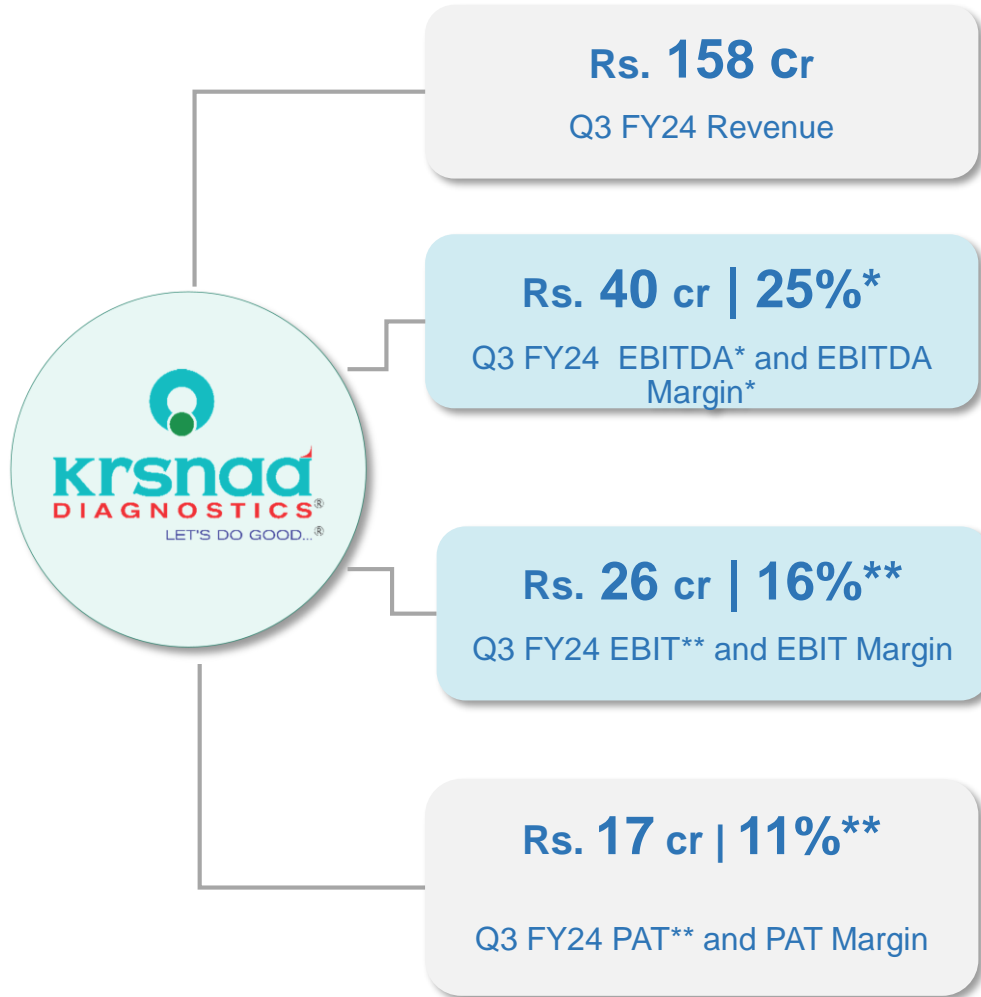 Rs. 158 cr
Q3 FY24 Revenue
Rs. 40 cr | 25%*
Q3 FY24 EBITDA* and EBITDA
Margin*
krsnaa
DIAGNOSTICS®
LET'S DO GOOD...®
Rs. 26 cr | 16%**
Q3 FY24 EBIT** and EBIT Margin
Rs. 17 cr | 11%**
Q3 FY24 PAT** and PAT Margin